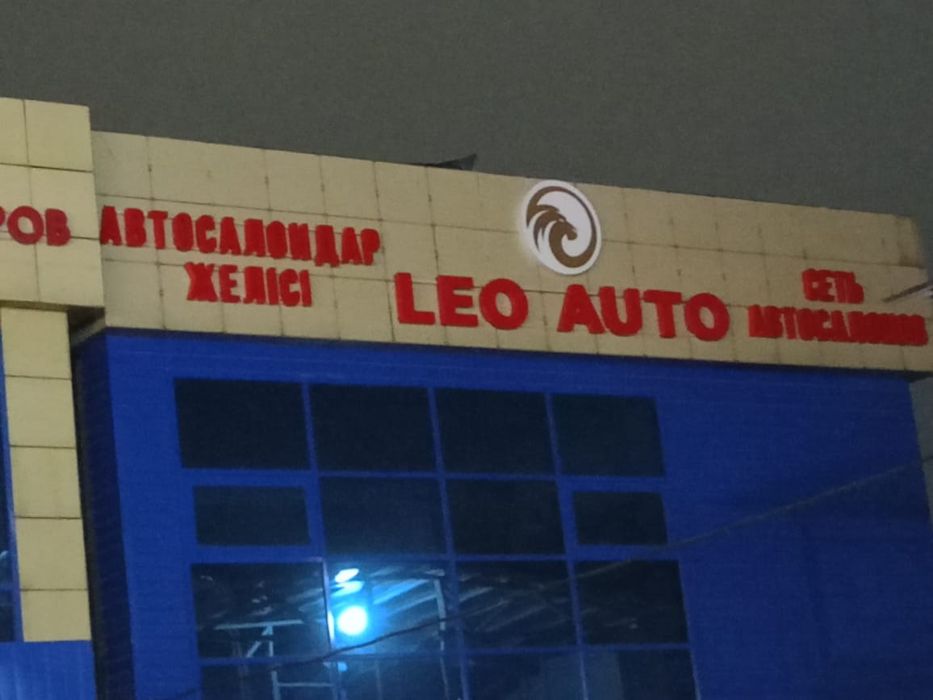 РОВ
АВТОСАЛОНДАР
ЖЕЛІСІ
LEO AUTO
СЕТЬ
АВТОСАЛОНОВ